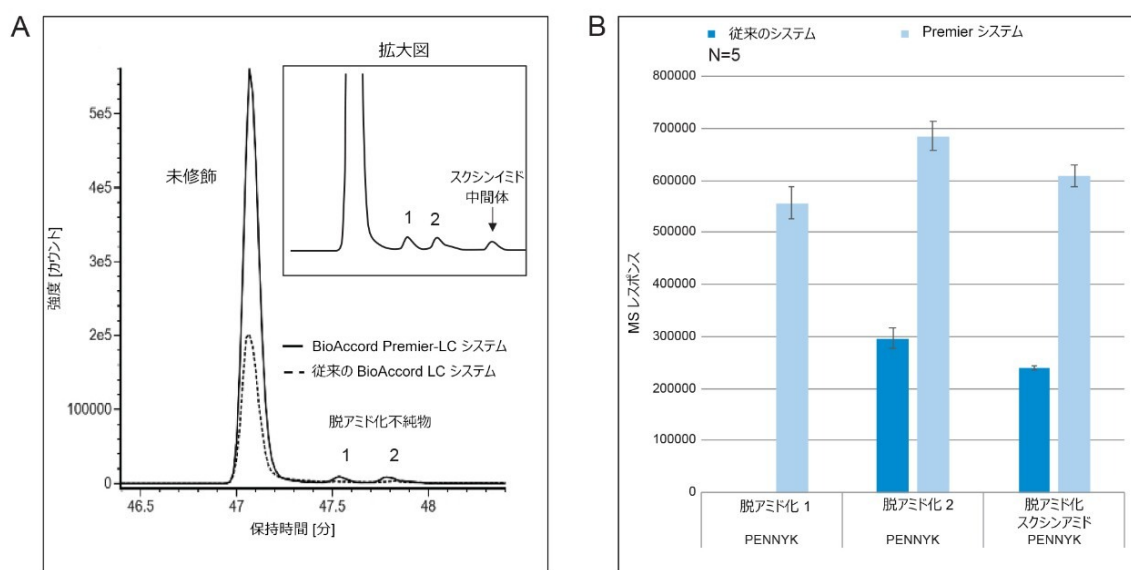 A
拡大図
スクシンイミド
中間体
1
2
未修飾
強度 [カウント]
5e5
4e5
3e5
2e5
100000
0
BioAccord Premier-LC システム
従来の BioAccord LC システム
脱アミド化不純物
1
2
46.5
47
47.5
48
保持時間 [分]
B
従来のシステム
Premier システム
N=5
MS レスポンス
800000
700000
600000
500000
400000
300000
200000
100000
0
脱アミド化 1
脱アミド化 2
脱アミド化
スクシンアミド
PENNYK
PENNYK
PENNYK